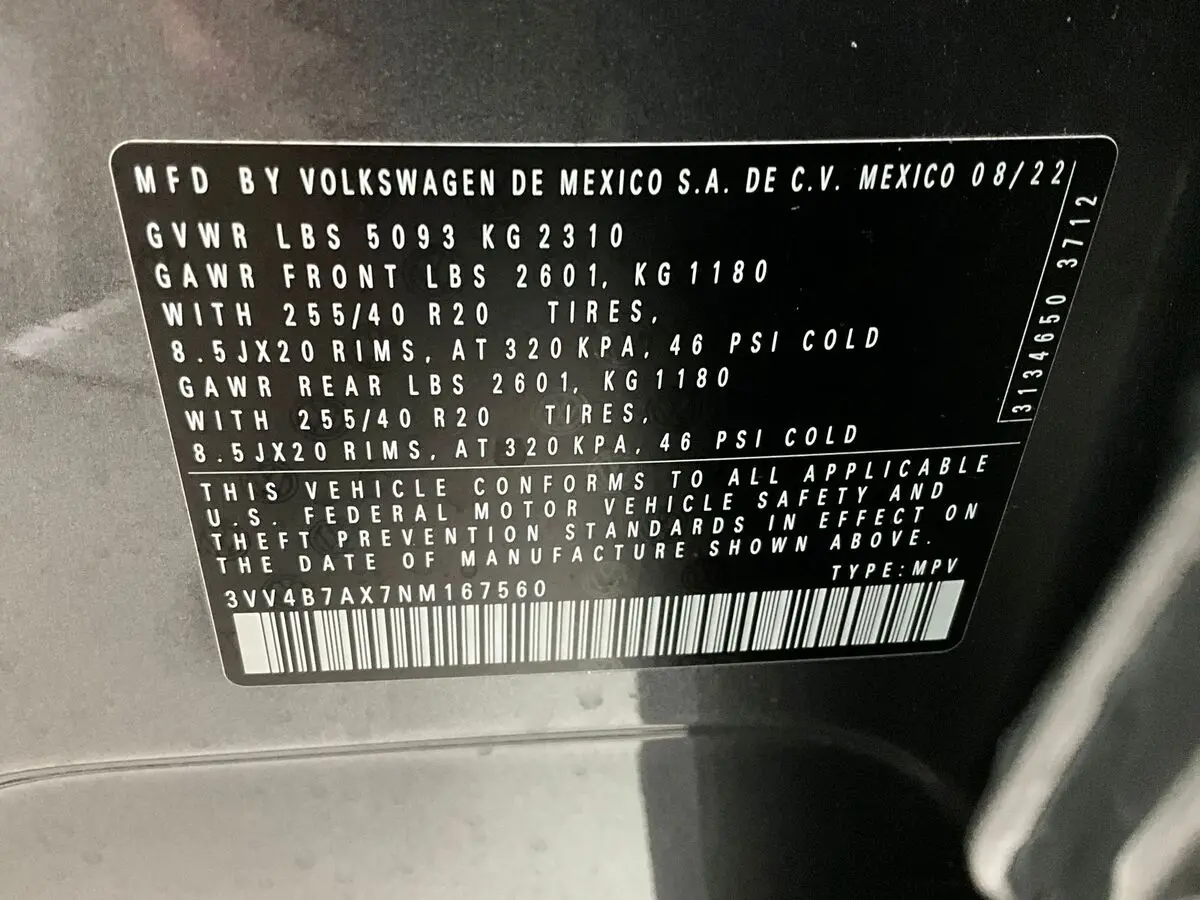 MFD BY VOLKSWAGEN DE MEXICO S.A. DE C.V. MEXICO 08/22
GVWR LBS 5093 KG 2310
GAWR FRONT LBS 2601, KG 1180
WITH 255/40 R20 TIRES,
8.5JX20 RIMS, AT 320 KPA, 46 PSI COLD
GAWR REAR LBS 2601, KG 1180
WITH 255/40 R20 TIRES,
8.5JX20 RIMS, AT 320 KPA, 46 PSI COLD
3134650 3712
THIS VEHICLE CONFORMS TO ALL APPLICABLE
U.S. FEDERAL MOTOR VEHICLE SAFETY AND
THEFT PREVENTION STANDARDS IN EFFECT ON
THE DATE OF MANUFACTURE SHOWN ABOVE.
TYPE: MPV
3VV4B7AX7NM167560